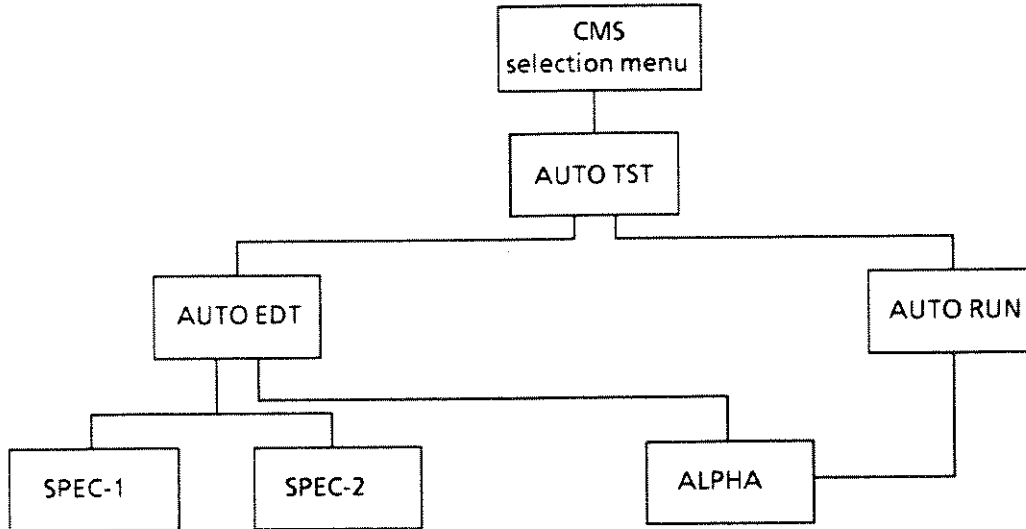 CMS
selection menu
AUTO TST
AUTO EDT
AUTO RUN
SPEC-1
SPEC-2
ALPHA